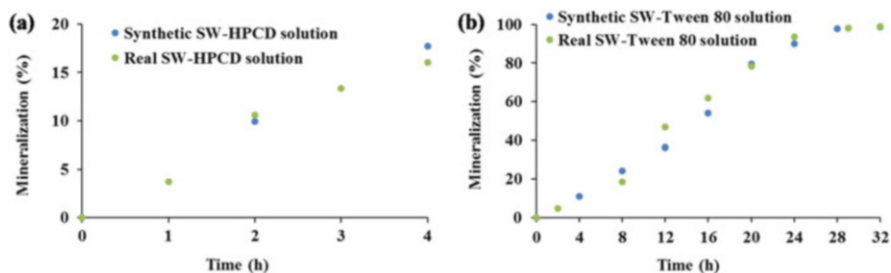 (a)
Synthetic SW-HPCD solution
Real SW-HPCD solution
Mineralization (%)
20
15
10
5
0
0 1 2 3 4
Time (h)
(b)
Synthetic SW-Tween 80 solution
Real SW-Tween 80 solution
Mineralization (%)
100
80
60
40
20
0
0 4 8 12 16 20 24 28 32
Time (h)